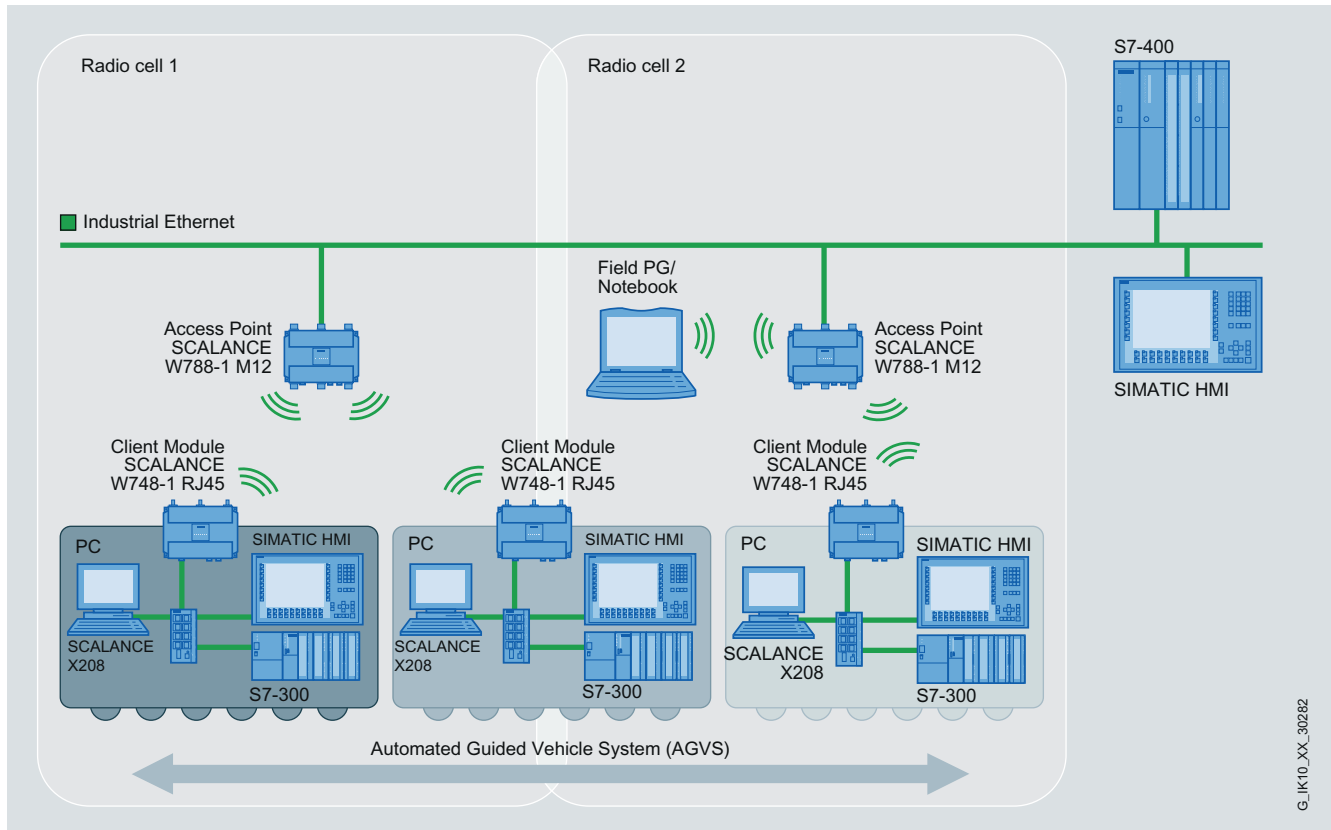 Radio cell 1
Radio cell 2
S7-400
Industrial Ethernet
Field PG/
Notebook
Access Point
SCALANCE
W788-1 M12
Access Point
SCALANCE
W788-1 M12
SIMATIC HMI
Client Module
SCALANCE
W748-1 RJ45
Client Module
SCALANCE
W748-1 RJ45
Client Module
SCALANCE
W748-1 RJ45
PC
SIMATIC HMI
SCALANCE
X208
S7-300
PC
SIMATIC HMI
SCALANCE
X208
S7-300
PC
SIMATIC HMI
SCALANCE
X208
S7-300
Automated Guided Vehicle System (AGVS)
G_IK10_XX_30282